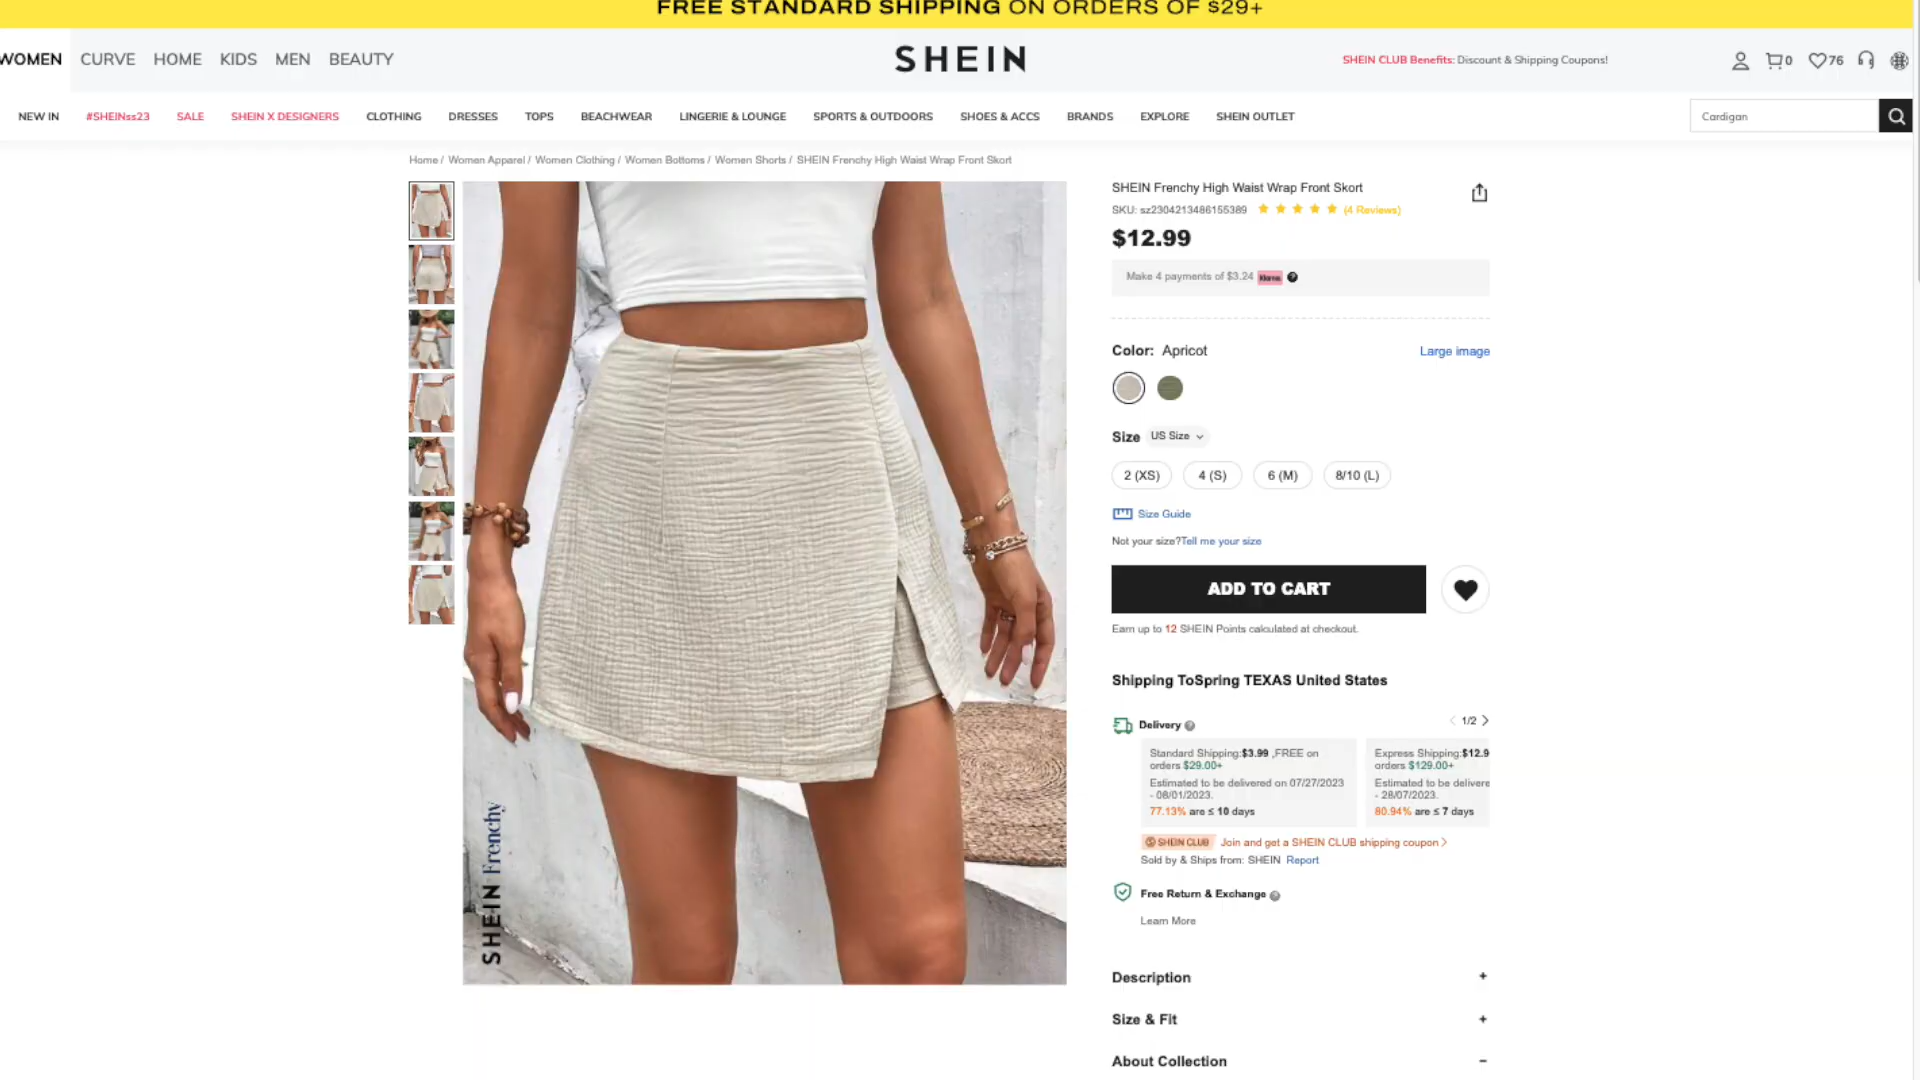 FREE STANDARD SHIPPING ON ORDERS OF $29+
WOMEN CURVE HOME KIDS MEN BEAUTY
SHEIN
SHEIN CLUB Benefits: Discount & Shipping Coupons!
0 76
NEW IN #SHEINss23 SALE SHEIN X DESIGNERS CLOTHING DRESSES TOPS BEACHWEAR LINGERIE & LOUNGE SPORTS & OUTDOORS SHOES & ACCS BRANDS EXPLORE SHEIN OUTLET
Cardigan
Home / Women Apparel / Women Clothing / Women Bottoms / Women Shorts / SHEIN Frenchy High Waist Wrap Front Skort
SHEIN Frenchy
SHEIN Frenchy High Waist Wrap Front Skort
SKU: sz2304213486155389 (4 Reviews)
$12.99
Make 4 payments of $3.24 Klarna. ?
Color: Apricot Large image
Size US Size
2 (XS) 4 (S) 6 (M) 8/10 (L)
Size Guide
Not your size?Tell me your size
ADD TO CART
Earn up to 12 SHEIN Points calculated at checkout.
Shipping ToSpring TEXAS United States
Delivery ? 1/2
Standard Shipping:$3.99 ,FREE on
orders $29.00+
Estimated to be delivered on 07/27/2023
- 08/01/2023.
77.13% are ≤ 10 days
Express Shipping:$12.9
orders $129.00+
Estimated to be delivere
- 28/07/2023.
80.94% are ≤ 7 days
SHEIN CLUB Join and get a SHEIN CLUB shipping coupon
Sold by & Ships from: SHEIN Report
Free Return & Exchange ?
Learn More
Description +
Size & Fit +
About Collection −